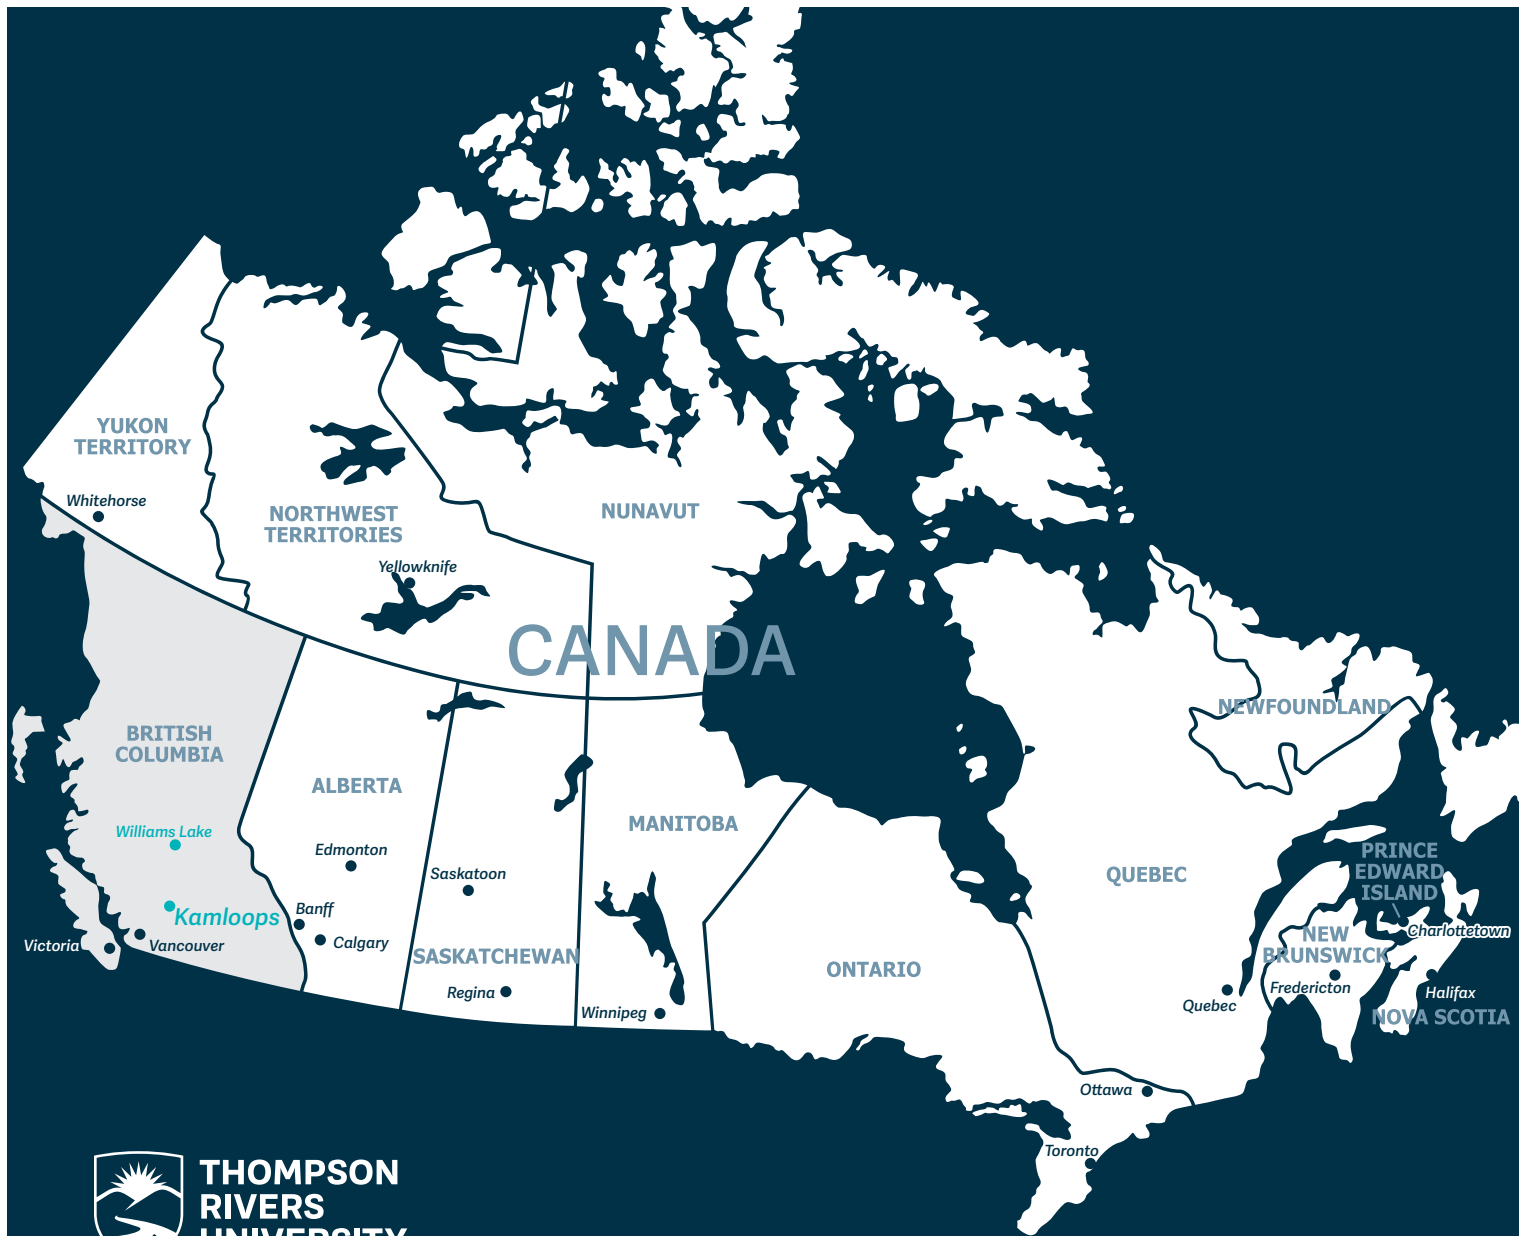 YUKON
TERRITORY
Whitehorse
NORTHWEST
TERRITORIES
Yellowknife
NUNAVUT
CANADA
NEWFOUNDLAND
BRITISH
COLUMBIA
ALBERTA
MANITOBA
Williams Lake
Edmonton
Saskatoon
QUEBEC
PRINCE
EDWARD
ISLAND
Kamloops
Banff
Calgary
Victoria
Vancouver
SASKATCHEWAN
Regina
Winnipeg
ONTARIO
Charlottetown
NEW
BRUNSWICK
Fredericton
Quebec
Halifax
NOVA SCOTIA
Ottawa
Toronto
THOMPSON
RIVERS
UNIVERSITY